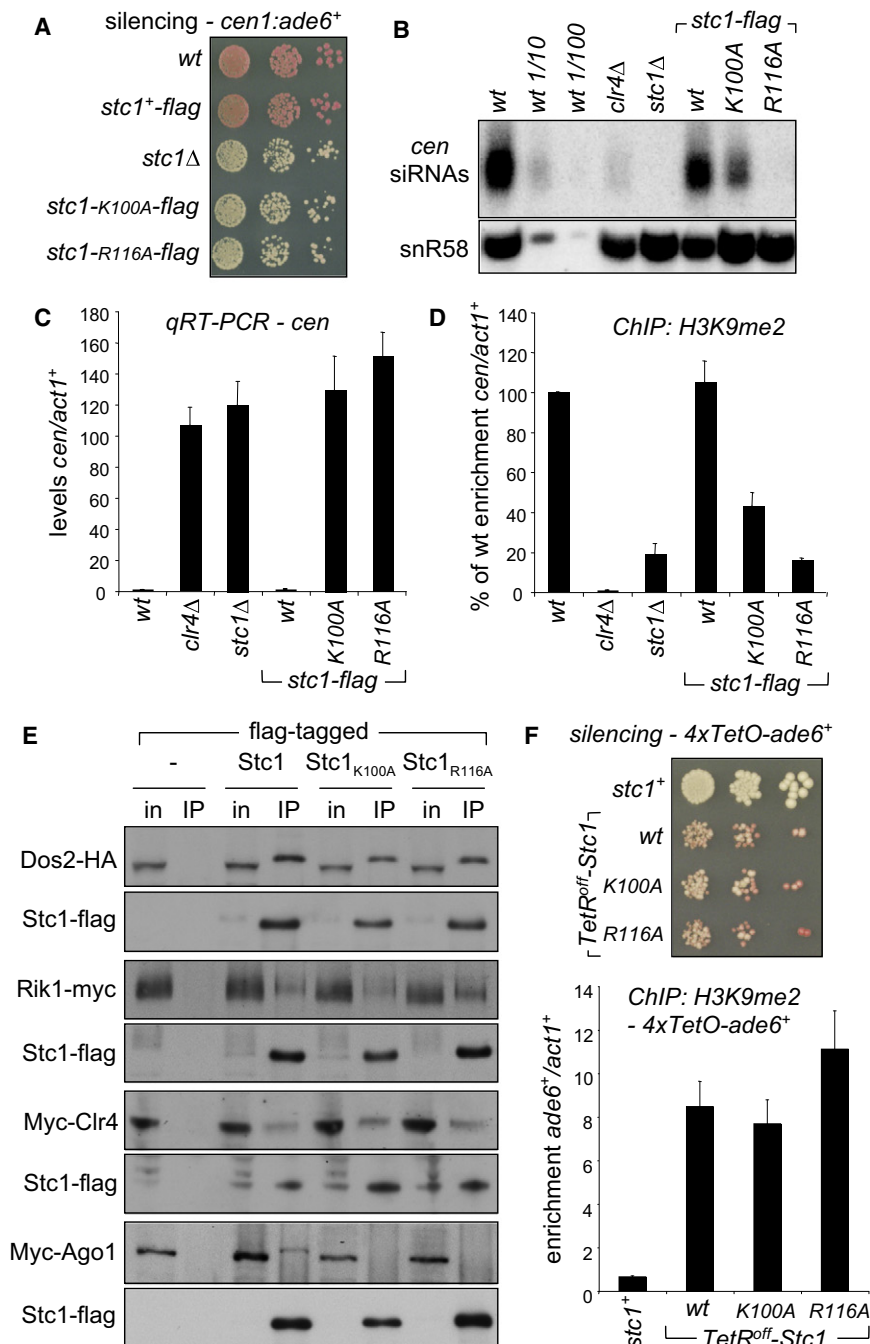 A
silencing - cen1:ade6+
wt
stc1+-flag
stc1Δ
stc1-K100A-flag
stc1-R116A-flag
B
stc1-flag
wt
wt 1/10
wt 1/100
clr4Δ
stc1Δ
wt
K100A
R116A
cen
siRNAs
snR58
C
qRT-PCR - cen
levels cen/act1+
180
160
140
120
100
80
60
40
20
0
wt
clr4Δ
stc1Δ
wt
K100A
R116A
stc1-flag
D
ChIP: H3K9me2
% of wt enrichment cen/act1+
140
120
100
80
60
40
20
0
wt
clr4Δ
stc1Δ
wt
K100A
R116A
stc1-flag
E
flag-tagged
- Stc1 Stc1K100A Stc1R116A
in IP in IP in IP in IP
Dos2-HA
Stc1-flag
Rik1-myc
Stc1-flag
Myc-Clr4
Stc1-flag
Myc-Ago1
Stc1-flag
F
silencing - 4xTetO-ade6+
stc1+
wt
K100A
R116A
TetRoff-Stc1
ChIP: H3K9me2
- 4xTetO-ade6+
enrichment ade6+/act1+
14
12
10
8
6
4
2
0
stc1+
wt
K100A
R116A
TetRoff-Stc1